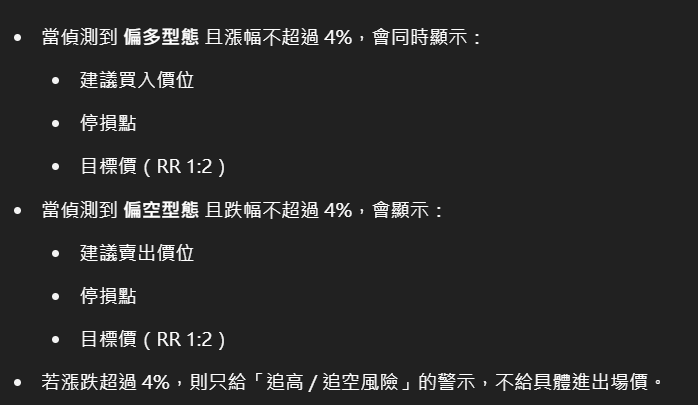 當偵測到 偏多型態 且漲幅不超過 4%，會同時顯示：
建議買入價位
停損點
目標價（RR 1:2）
當偵測到 偏空型態 且跌幅不超過 4%，會顯示：
建議賣出價位
停損點
目標價（RR 1:2）
若漲跌超過 4%，則只給「追高 / 追空風險」的警示，不給具體進出場價。